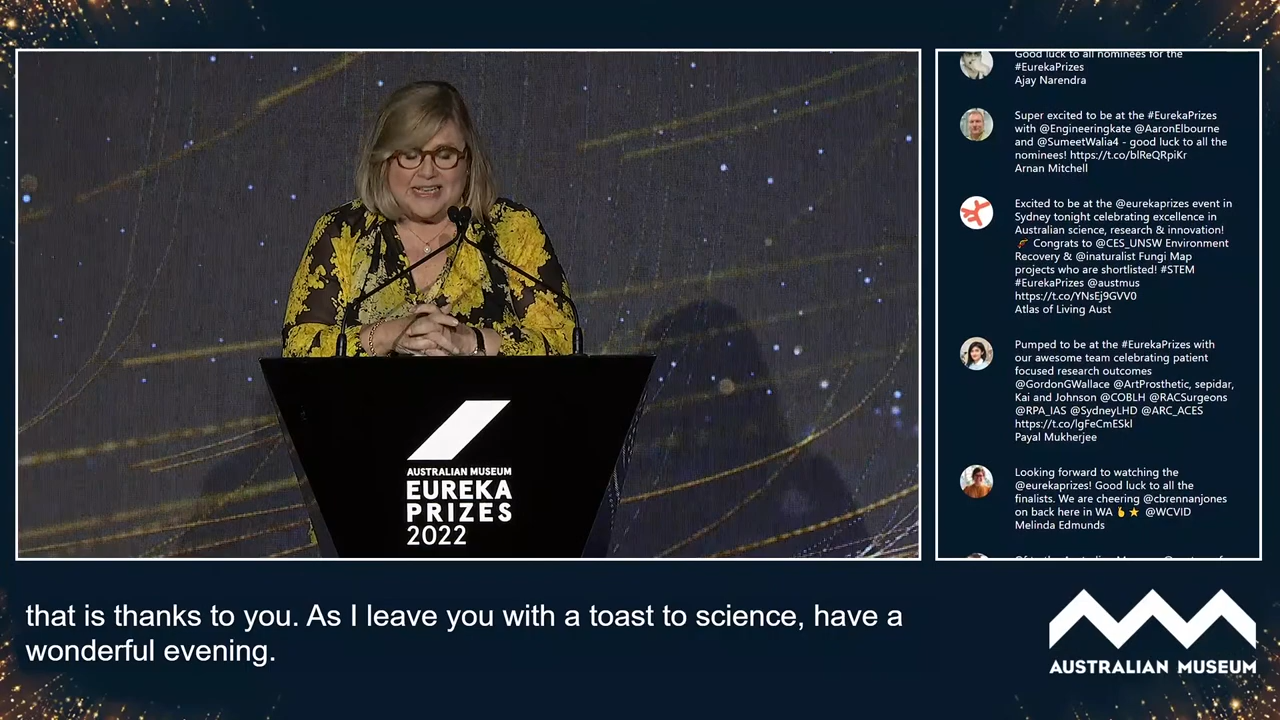 AUSTRALIAN MUSEUM
EUREKA
PRIZES
2022
Good luck to all nominees for the
#EurekaPrizes
Ajay Narendra
Super excited to be at the #EurekaPrizes
with @Engineeringkate @AaronElbourne
and @SumeetWalia4 - good luck to all the
nominees! https://t.co/blReQRpiKr
Arnan Mitchell
Excited to be at the @eurekaprizes event in
Sydney tonight celebrating excellence in
Australian science, research & innovation!
Congrats to @CES_UNSW Environment
Recovery & @inaturalist Fungi Map
projects who are shortlisted! #STEM
#EurekaPrizes @austmus
https://t.co/YNsEj9GVV0
Atlas of Living Aust
Pumped to be at the #EurekaPrizes with
our awesome team celebrating patient
focused research outcomes
@GordonGWallace @ArtProsthetic, sepidar,
Kai and Johnson @COBLH @RACSurgeons
@RPA_IAS @SydneyLHD @ARC_ACES
https://t.co/lgFeCmESkl
Payal Mukherjee
Looking forward to watching the
@eurekaprizes! Good luck to all the
finalists. We are cheering @cbrennanjones
on back here in WA @WCVID
Melinda Edmunds
that is thanks to you. As I leave you with a toast to science, have a
wonderful evening.
AUSTRALIAN MUSEUM